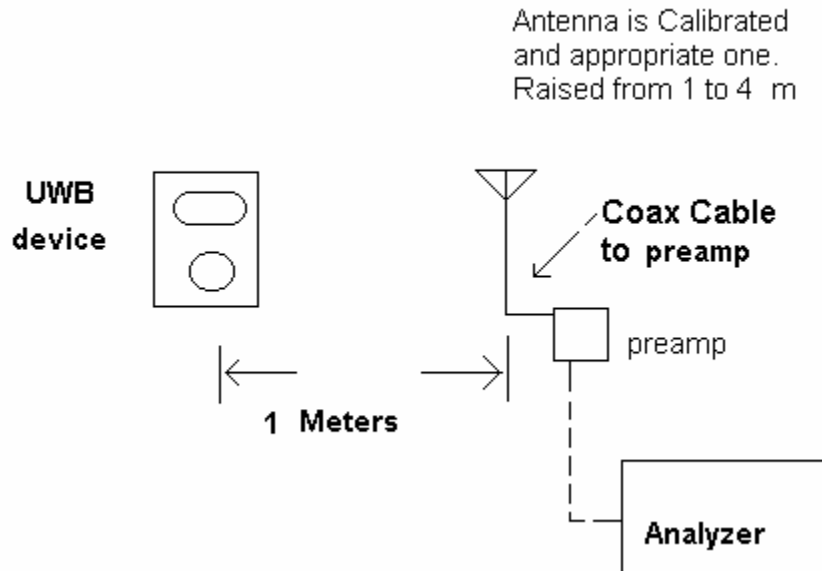 Antenna is Calibrated
and appropriate one.
Raised from 1 to 4 m
UWB
device
Coax Cable
to preamp
preamp
1 Meters
Analyzer